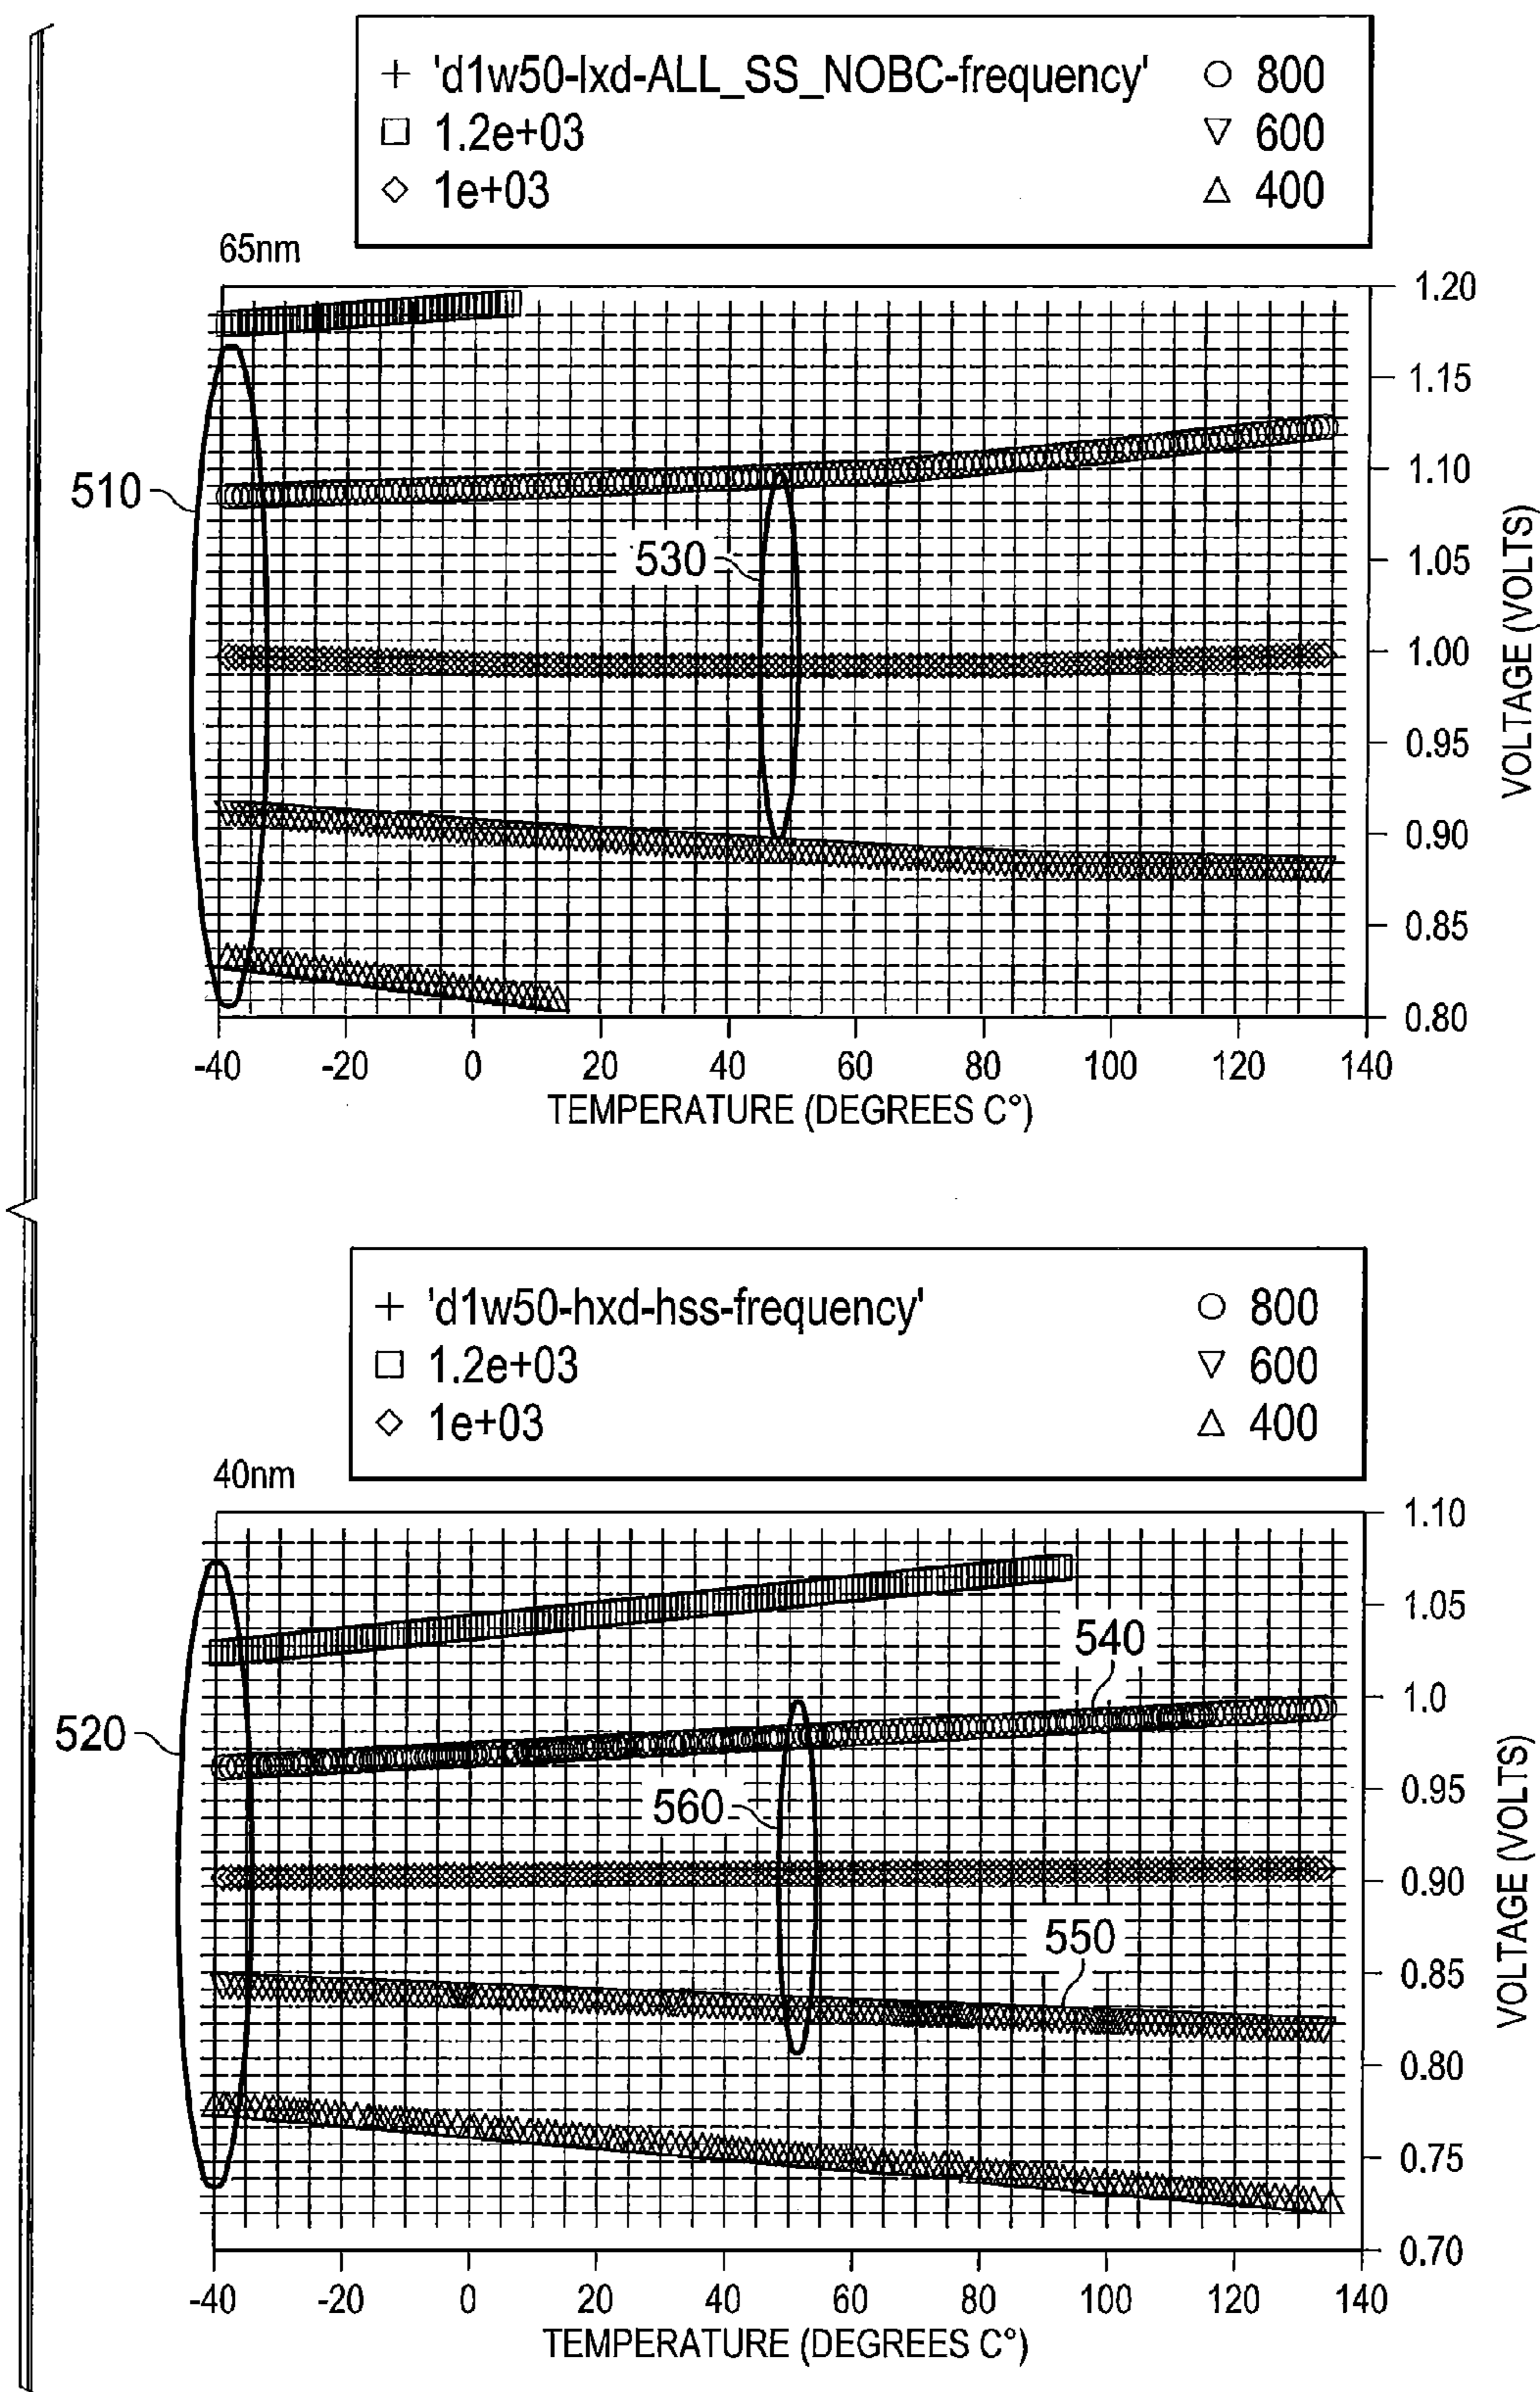 + 'd1w50-lxd-ALL_SS_NOBC-frequency'
○ 800
□ 1.2e+03
▽ 600
◇ 1e+03
△ 400
65nm
1.20
1.15
1.10
1.05
1.00
0.95
0.90
0.85
0.80
VOLTAGE (VOLTS)
510
530
-40 -20 0 20 40 60 80 100 120 140
TEMPERATURE (DEGREES C°)
+ 'd1w50-hxd-hss-frequency'
○ 800
□ 1.2e+03
▽ 600
◇ 1e+03
△ 400
40nm
1.10
1.05
1.0
0.95
0.90
0.85
0.80
0.75
0.70
VOLTAGE (VOLTS)
540
520
560
550
-40 -20 0 20 40 60 80 100 120 140
TEMPERATURE (DEGREES C°)